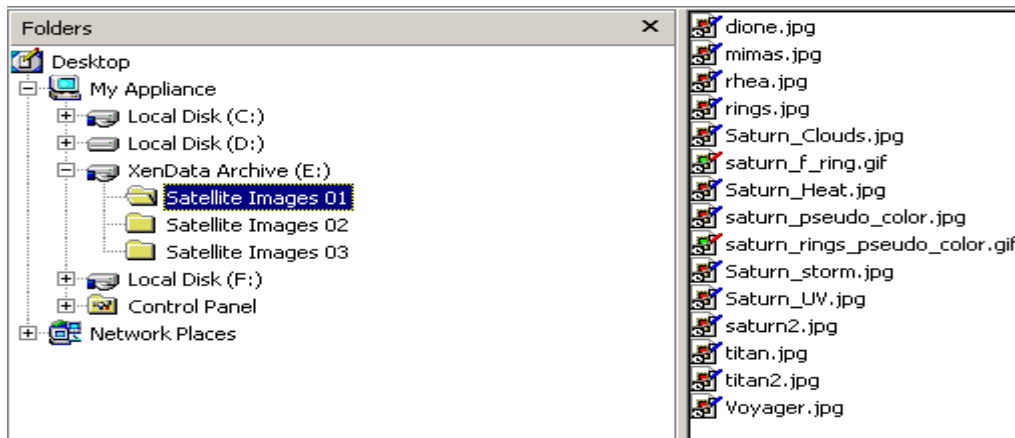 Folders
Desktop
My Appliance
Local Disk (C:)
Local Disk (D:)
XenData Archive (E:)
Satellite Images 01
Satellite Images 02
Satellite Images 03
Local Disk (F:)
Control Panel
Network Places
dione.jpg
mimas.jpg
rhea.jpg
rings.jpg
Saturn_Clouds.jpg
saturn_f_ring.gif
Saturn_Heat.jpg
saturn_pseudo_color.jpg
saturn_rings_pseudo_color.gif
Saturn_storm.jpg
Saturn_UV.jpg
saturn2.jpg
titan.jpg
titan2.jpg
Voyager.jpg